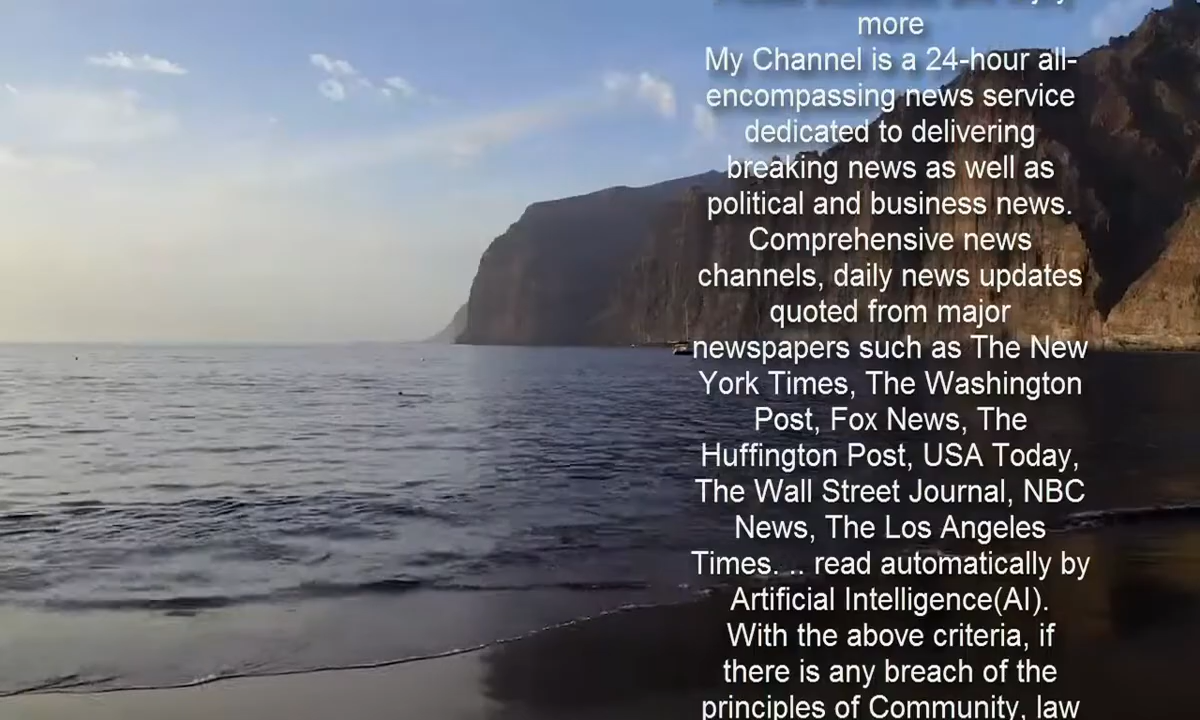 more
My Channel is a 24-hour all-
encompassing news service
dedicated to delivering
breaking news as well as
political and business news.
Comprehensive news
channels, daily news updates
quoted from major
newspapers such as The New
York Times, The Washington
Post, Fox News, The
Huffington Post, USA Today,
The Wall Street Journal, NBC
News, The Los Angeles
Times. .. read automatically by
Artificial Intelligence(AI).
With the above criteria, if
there is any breach of the
principles of Community, law